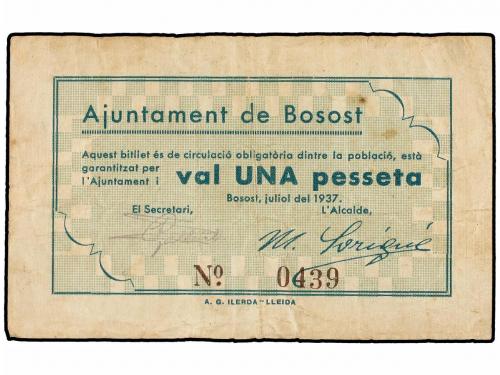 Ajuntament de Bosost
Aquest bitllet és de circulació obligatòria dintre la població, està
garantitzat per
l'Ajuntament i val UNA pesseta
Bosost, juliol del 1937.
El Secretari, L'Alcalde,
M. Lorigué
Nº. 0439
A. G. ILERDA - LLEIDA